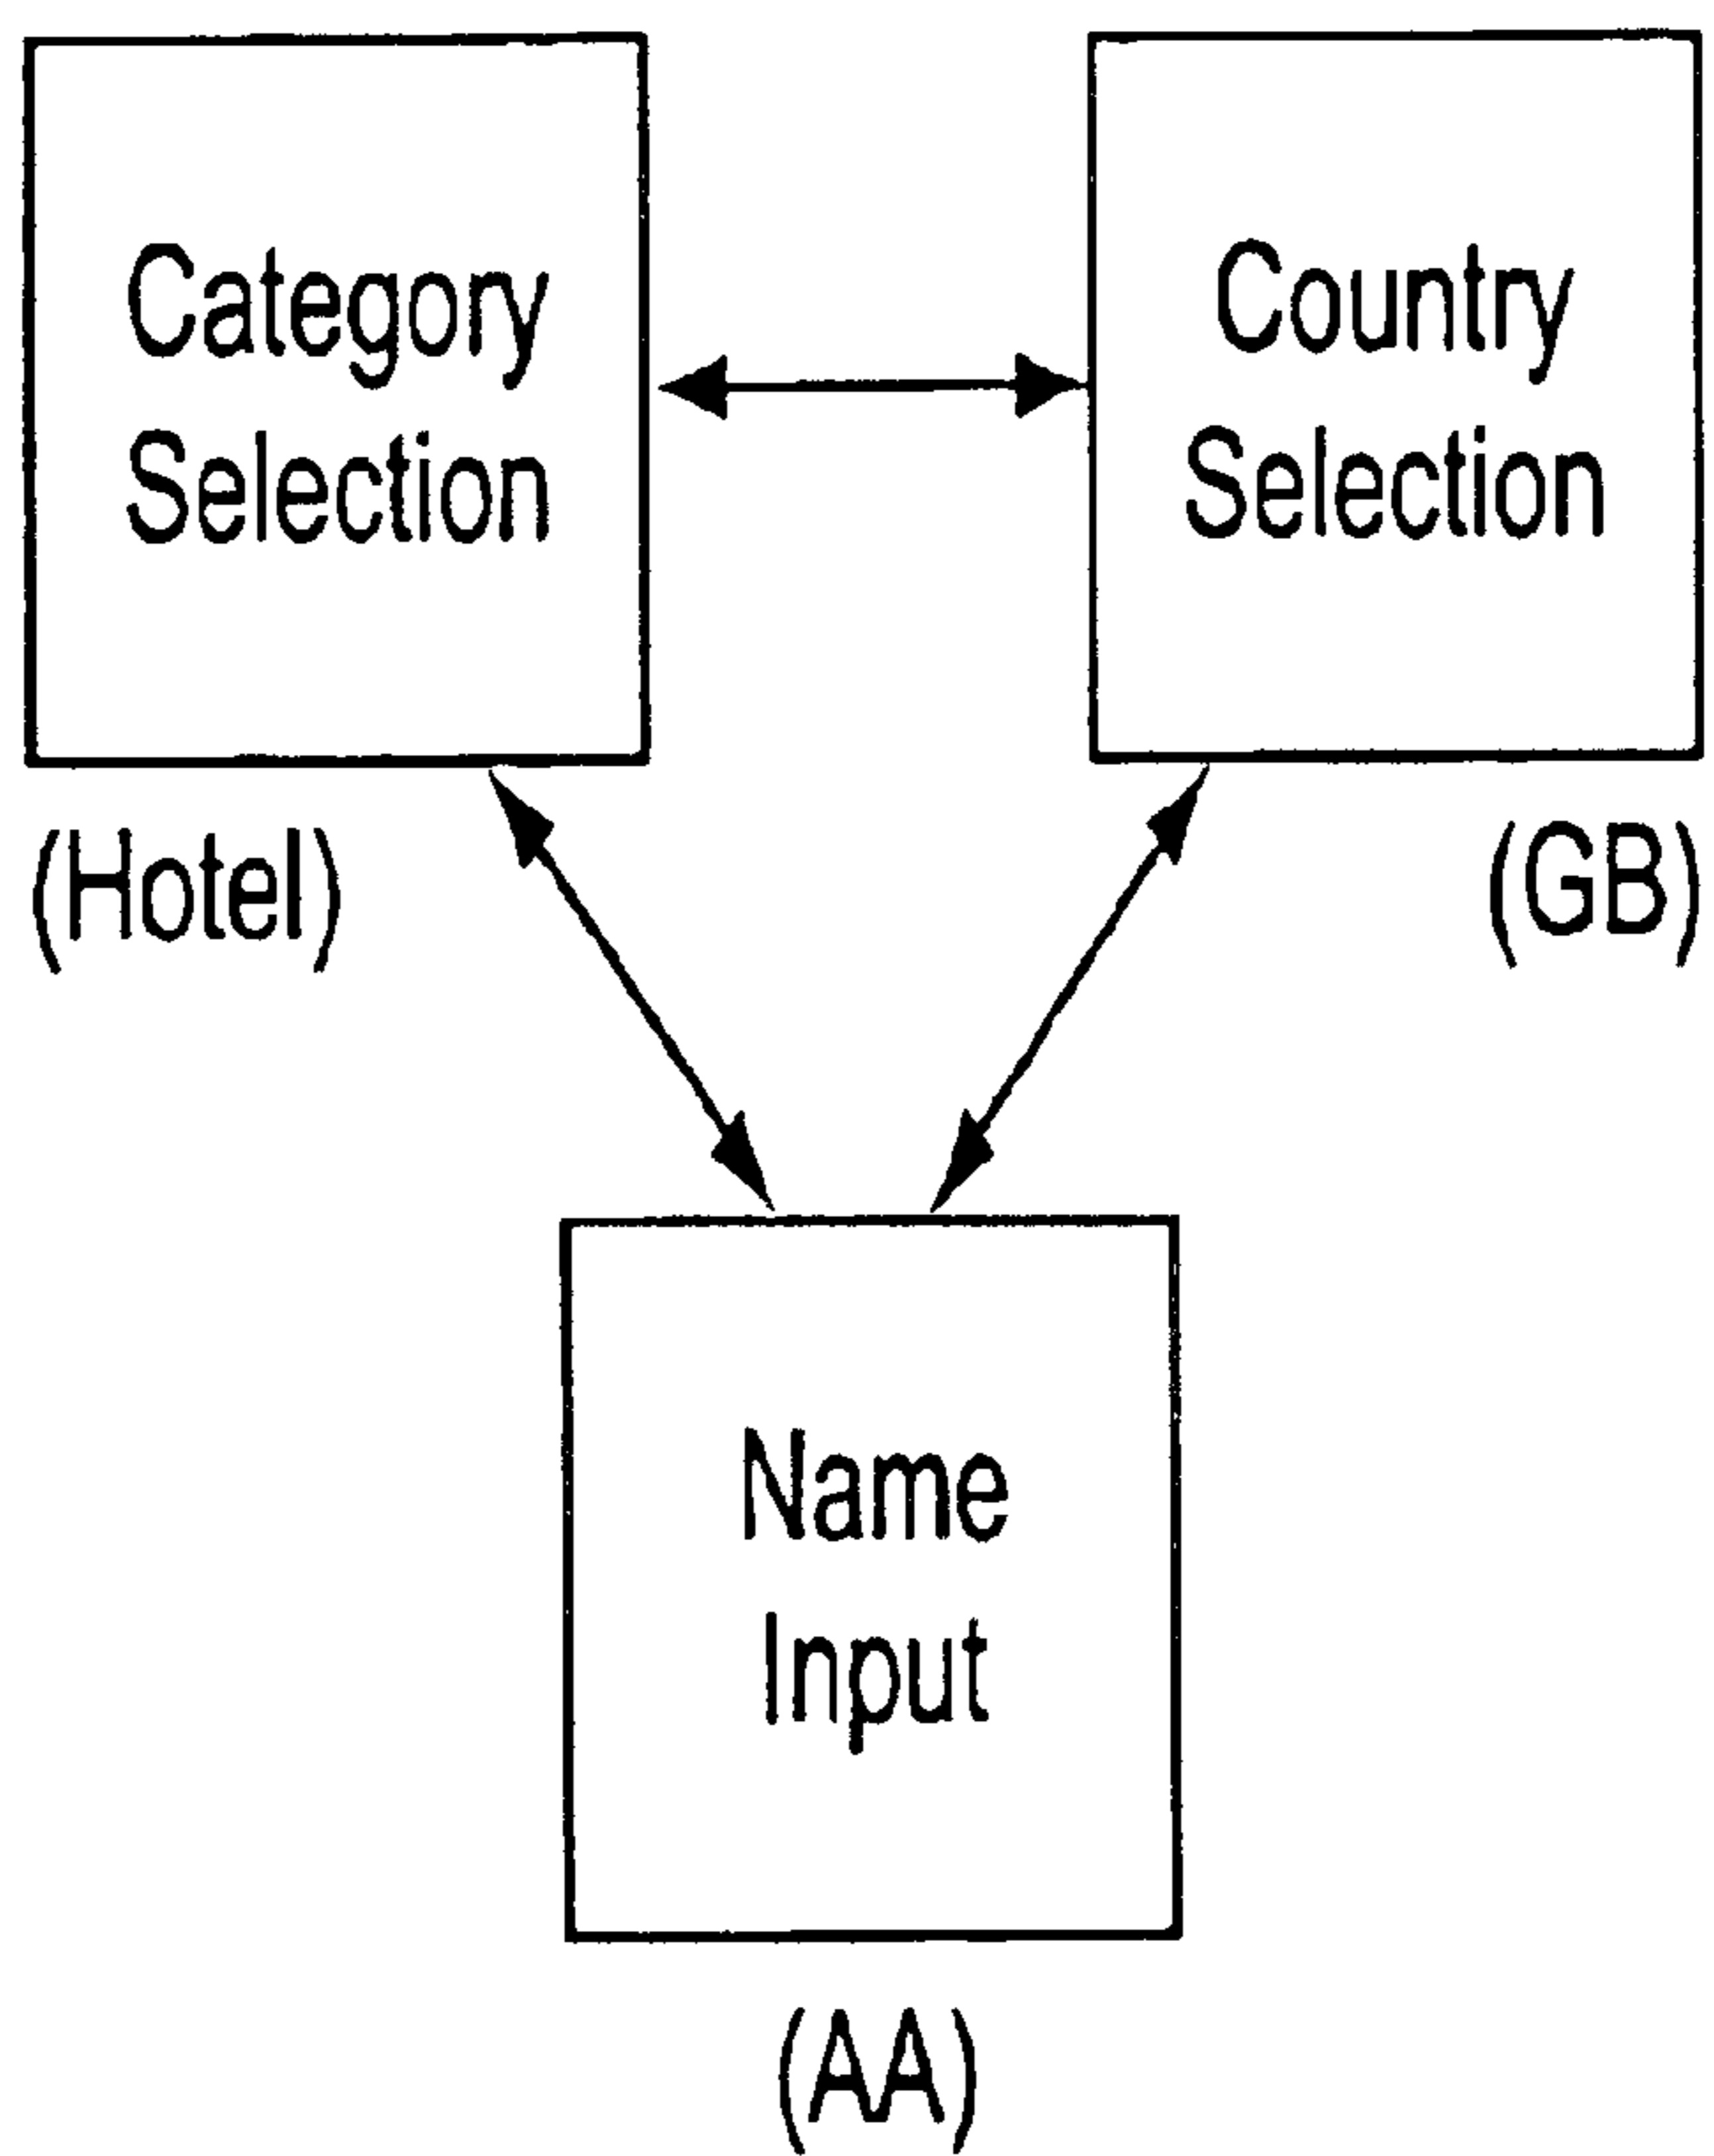 Category
Selection
Country
Selection
(Hotel)
(GB)
Name
Input
(AA)